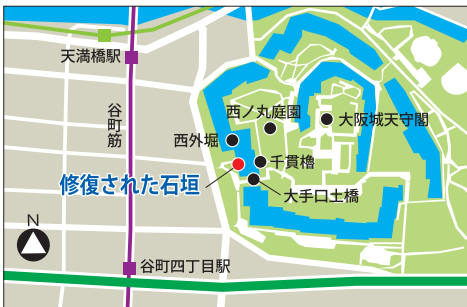 天満橋駅
谷町筋
西ノ丸庭園
大阪城天守閣
西外堀
千貫櫓
修復された石垣
大手口土橋
N
谷町四丁目駅